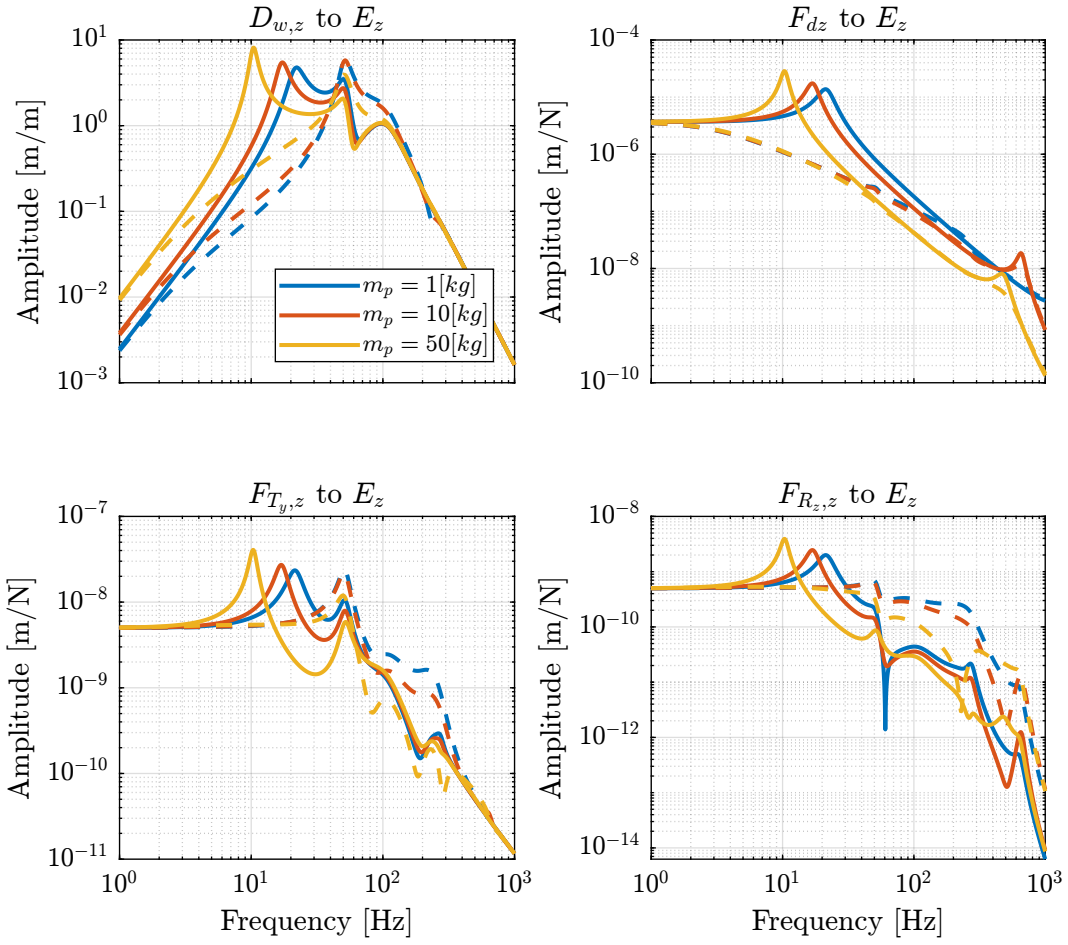 D_{w,z} to E_z
F_{dz} to E_z
Amplitude [m/m]
10^1
10^0
10^{-1}
10^{-2}
10^{-3}
m_p = 1[kg]
m_p = 10[kg]
m_p = 50[kg]
Amplitude [m/N]
10^{-4}
10^{-6}
10^{-8}
10^{-10}
F_{T_y,z} to E_z
F_{R_z,z} to E_z
Amplitude [m/N]
10^{-7}
10^{-8}
10^{-9}
10^{-10}
10^{-11}
10^0 10^1 10^2 10^3
Frequency [Hz]
Amplitude [m/N]
10^{-8}
10^{-10}
10^{-12}
10^{-14}
10^0 10^1 10^2 10^3
Frequency [Hz]